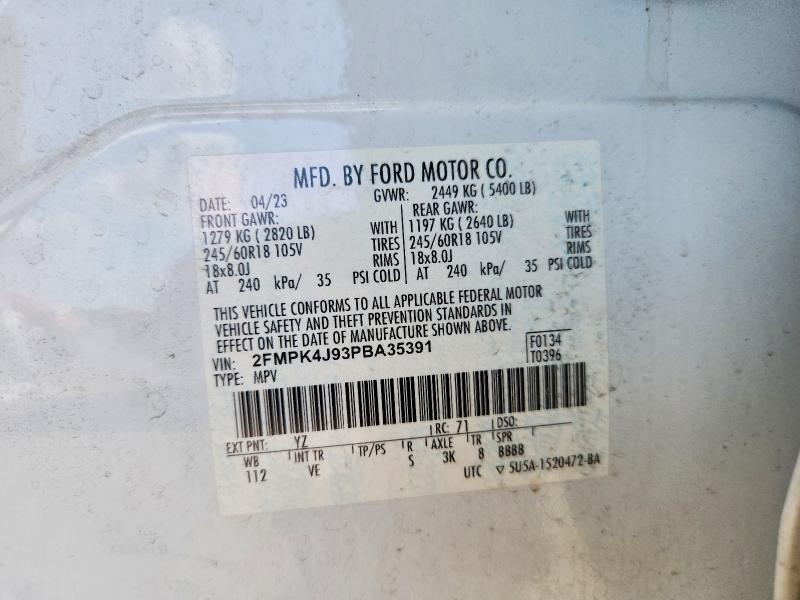 MFD. BY FORD MOTOR CO.
DATE: 04/23 GVWR: 2449 KG ( 5400 LB)
FRONT GAWR: REAR GAWR:
1279 KG ( 2820 LB) WITH 1197 KG ( 2640 LB) WITH
245/60R18 105V TIRES 245/60R18 105V TIRES
18x8.0J RIMS 18x8.0J RIMS
AT 240 kPa/ 35 PSI COLD AT 240 kPa/ 35 PSI COLD
THIS VEHICLE CONFORMS TO ALL APPLICABLE FEDERAL MOTOR
VEHICLE SAFETY AND THEFT PREVENTION STANDARDS IN
EFFECT ON THE DATE OF MANUFACTURE SHOWN ABOVE.
VIN: 2FMPK4J93PBA35391 F0134
TYPE: MPV T0396
EXT PNT: YZ RC: 71 DSO:
WB INT TR TP/PS R AXLE TR SPR
112 VE S 3K 8 BBBB
UTC ▽ 5U5A-1520472-BA